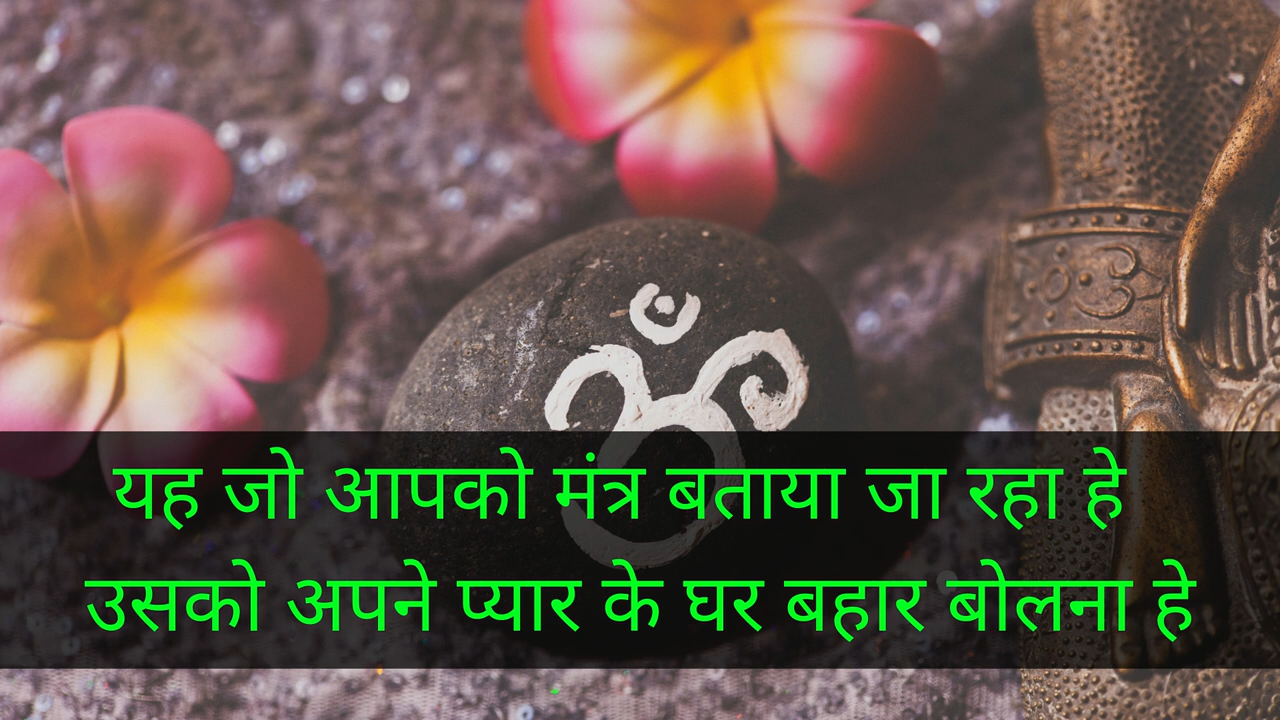 ॐ
यह जो आपको मंत्र बताया जा रहा हे
उसको अपने प्यार के घर बहार बोलना हे